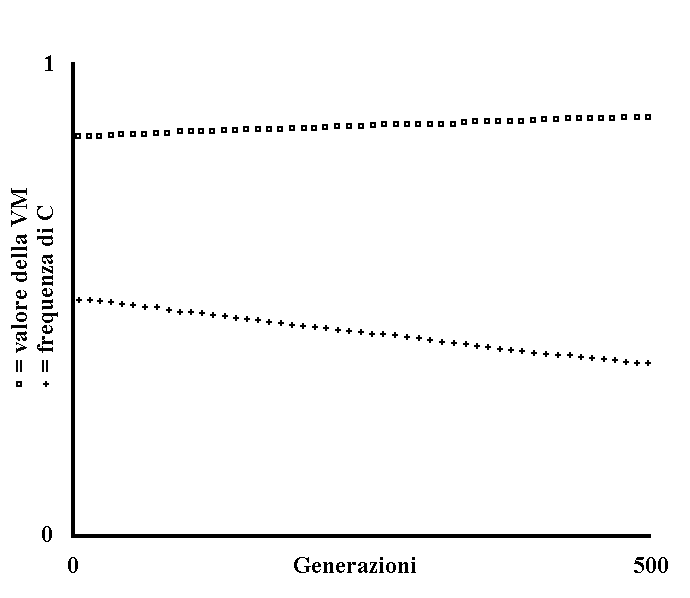 1
▫ = valore della VM
+ = frequenza di C
0
0 Generazioni 500